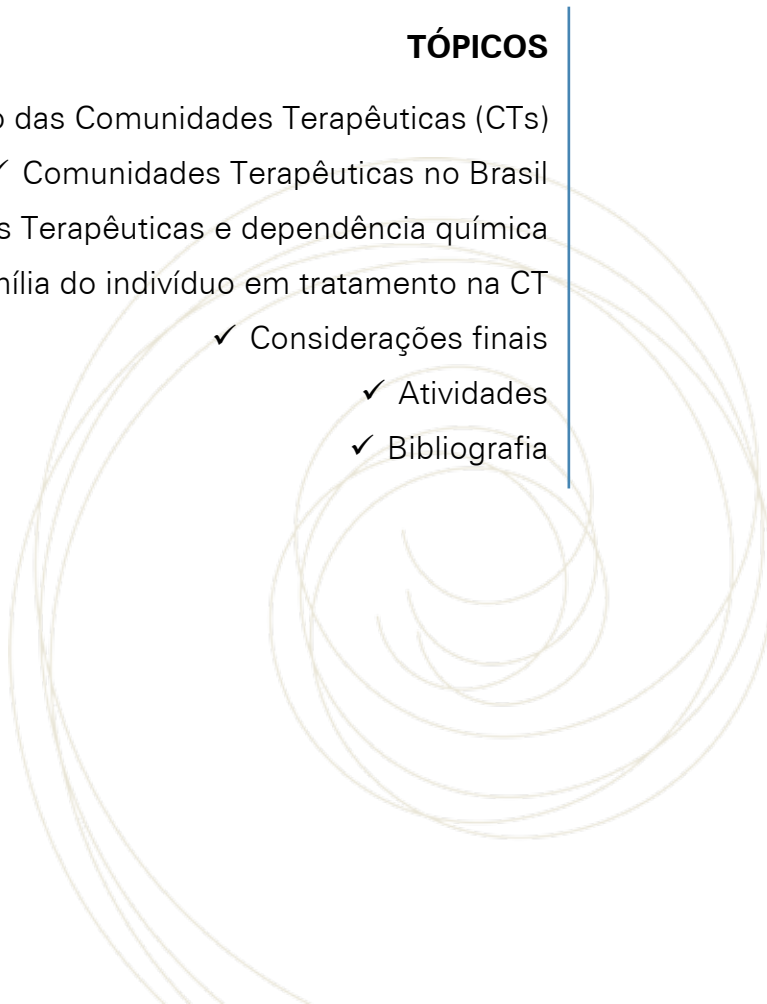 TÓPICOS
das Comunidades Terapêuticas (CTs)
✓ Comunidades Terapêuticas no Brasil
Terapêuticas e dependência química
do indivíduo em tratamento na CT
✓ Considerações finais
✓ Atividades
✓ Bibliografia